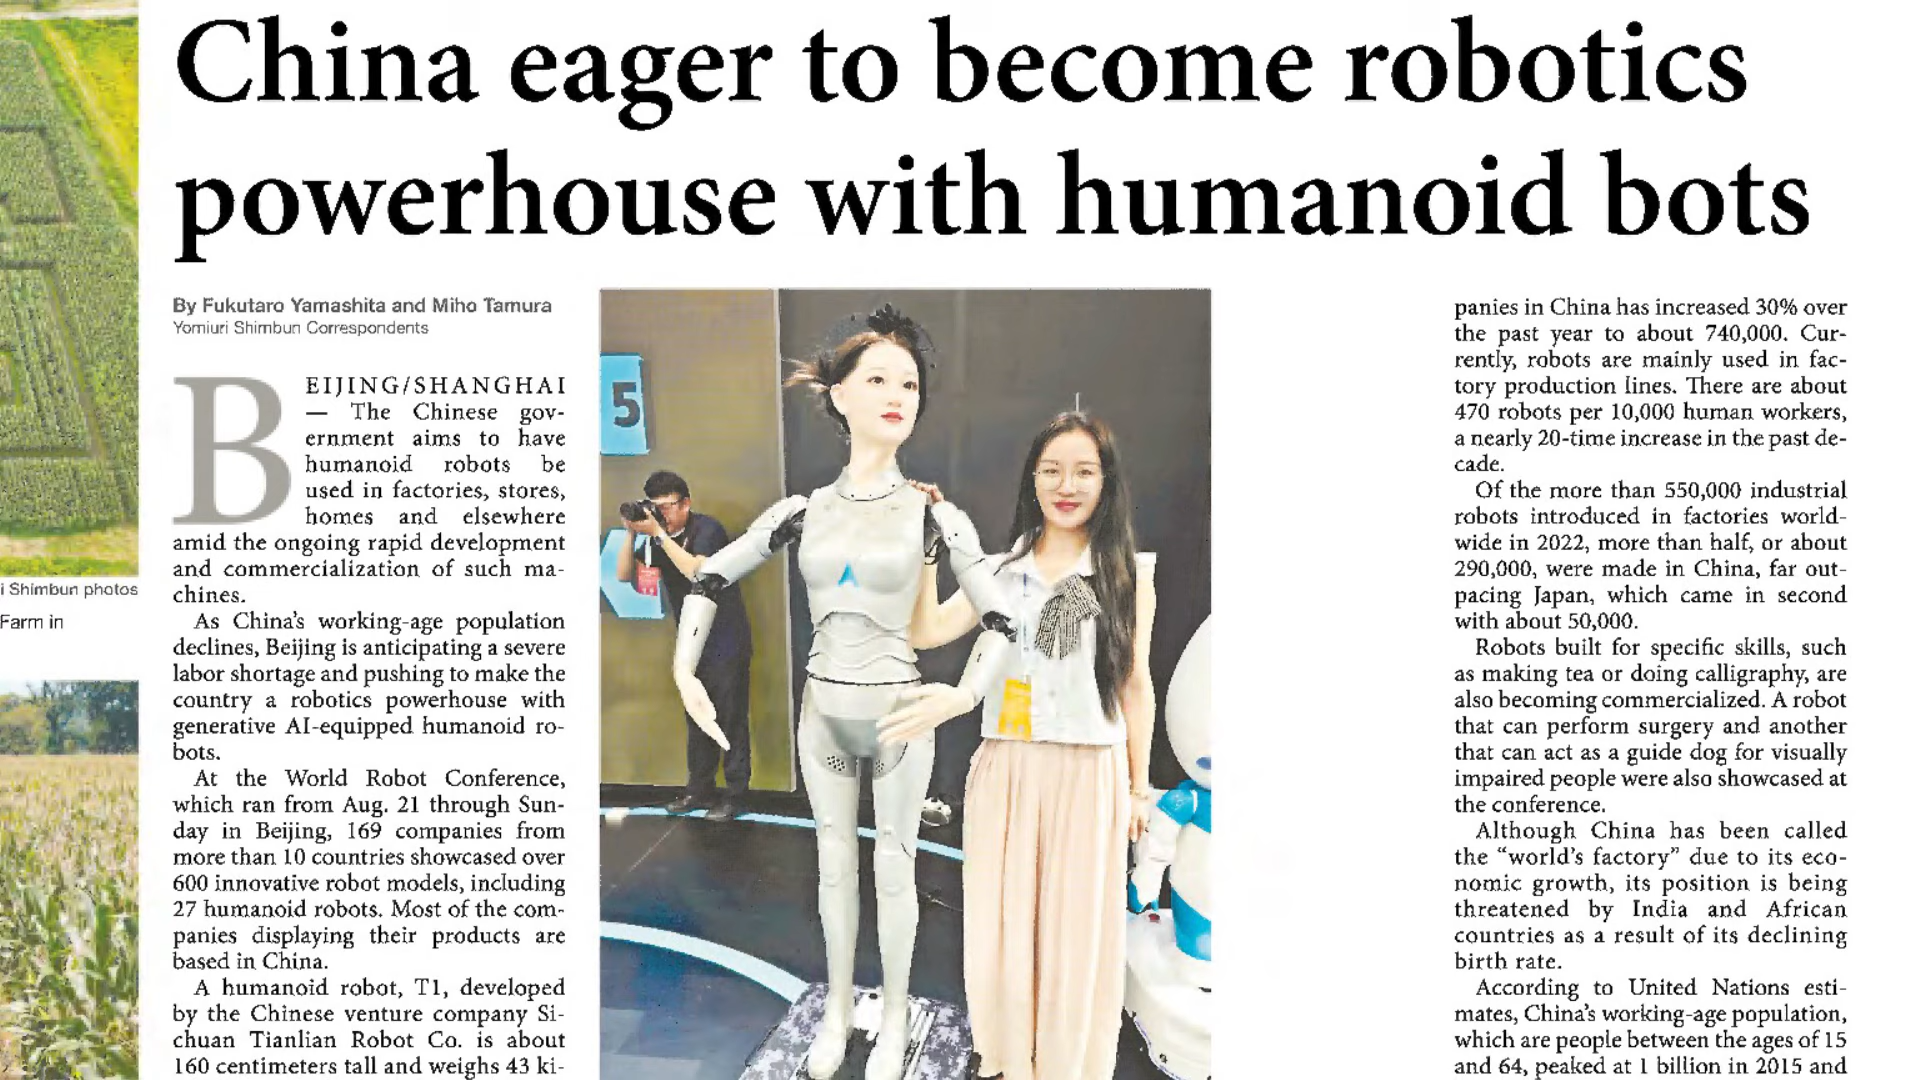 China eager to become robotics
powerhouse with humanoid bots
i Shimbun photos
Farm in
By Fukutaro Yamashita and Miho Tamura
Yomiuri Shimbun Correspondents
BEIJING/SHANGHAI
— The Chinese gov-
ernment aims to have
humanoid robots be
used in factories, stores,
homes and elsewhere
amid the ongoing rapid development
and commercialization of such ma-
chines.
As China's working-age population
declines, Beijing is anticipating a severe
labor shortage and pushing to make the
country a robotics powerhouse with
generative AI-equipped humanoid ro-
bots.
At the World Robot Conference,
which ran from Aug. 21 through Sun-
day in Beijing, 169 companies from
more than 10 countries showcased over
600 innovative robot models, including
27 humanoid robots. Most of the com-
panies displaying their products are
based in China.
A humanoid robot, T1, developed
by the Chinese venture company Si-
chuan Tianlian Robot Co. is about
160 centimeters tall and weighs 43 ki-
5
panies in China has increased 30% over
the past year to about 740,000. Cur-
rently, robots are mainly used in fac-
tory production lines. There are about
470 robots per 10,000 human workers,
a nearly 20-time increase in the past de-
cade.
Of the more than 550,000 industrial
robots introduced in factories world-
wide in 2022, more than half, or about
290,000, were made in China, far out-
pacing Japan, which came in second
with about 50,000.
Robots built for specific skills, such
as making tea or doing calligraphy, are
also becoming commercialized. A robot
that can perform surgery and another
that can act as a guide dog for visually
impaired people were also showcased at
the conference.
Although China has been called
the “world's factory” due to its eco-
nomic growth, its position is being
threatened by India and African
countries as a result of its declining
birth rate.
According to United Nations esti-
mates, China's working-age population,
which are people between the ages of 15
and 64, peaked at 1 billion in 2015 and